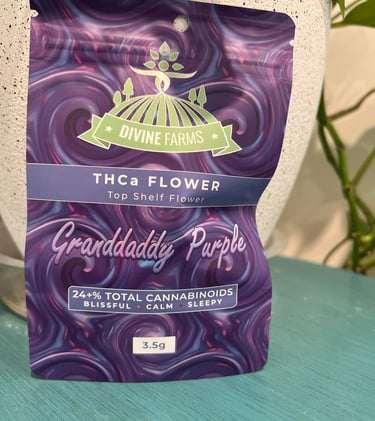 DIVINE FARMS
THCa FLOWER
Top Shelf Flower
Granddaddy Purple
24+% TOTAL CANNABINOIDS
BLISSFUL • CALM • SLEEPY
3.5g